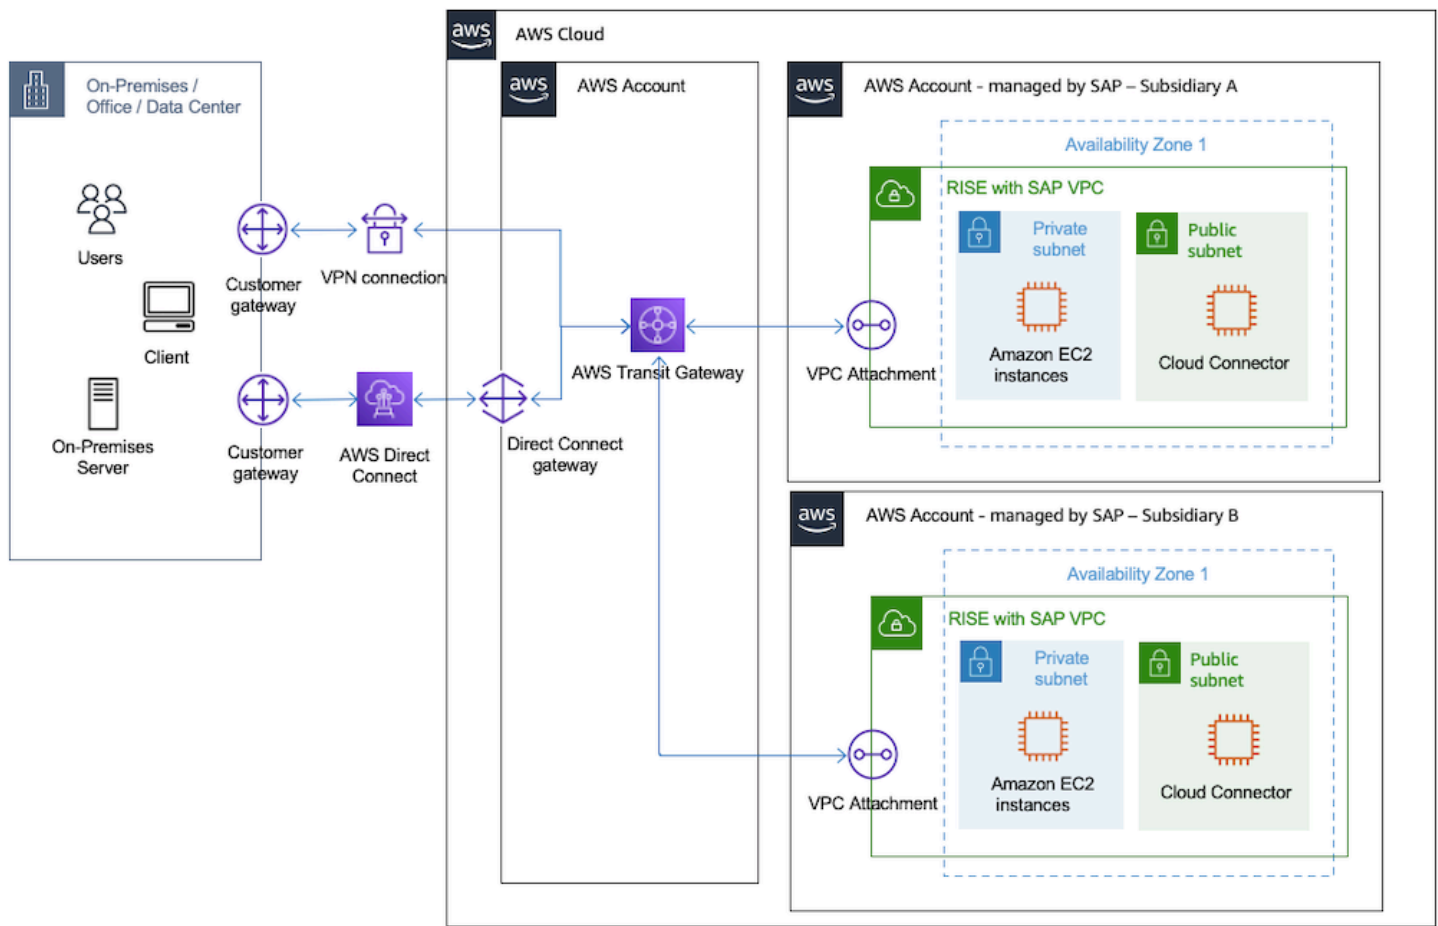 aws
AWS Cloud
On-Premises /
Office / Data Center
aws
AWS Account
aws
AWS Account - managed by SAP – Subsidiary A
Availability Zone 1
RISE with SAP VPC
Private
subnet
Public
subnet
Users
Customer
gateway
VPN connection
Client
Amazon EC2
instances
Cloud Connector
VPC Attachment
AWS Transit Gateway
On-Premises
Server
Customer
gateway
AWS Direct
Connect
Direct Connect
gateway
aws
AWS Account - managed by SAP – Subsidiary B
Availability Zone 1
RISE with SAP VPC
Private
subnet
Public
subnet
Amazon EC2
instances
Cloud Connector
VPC Attachment